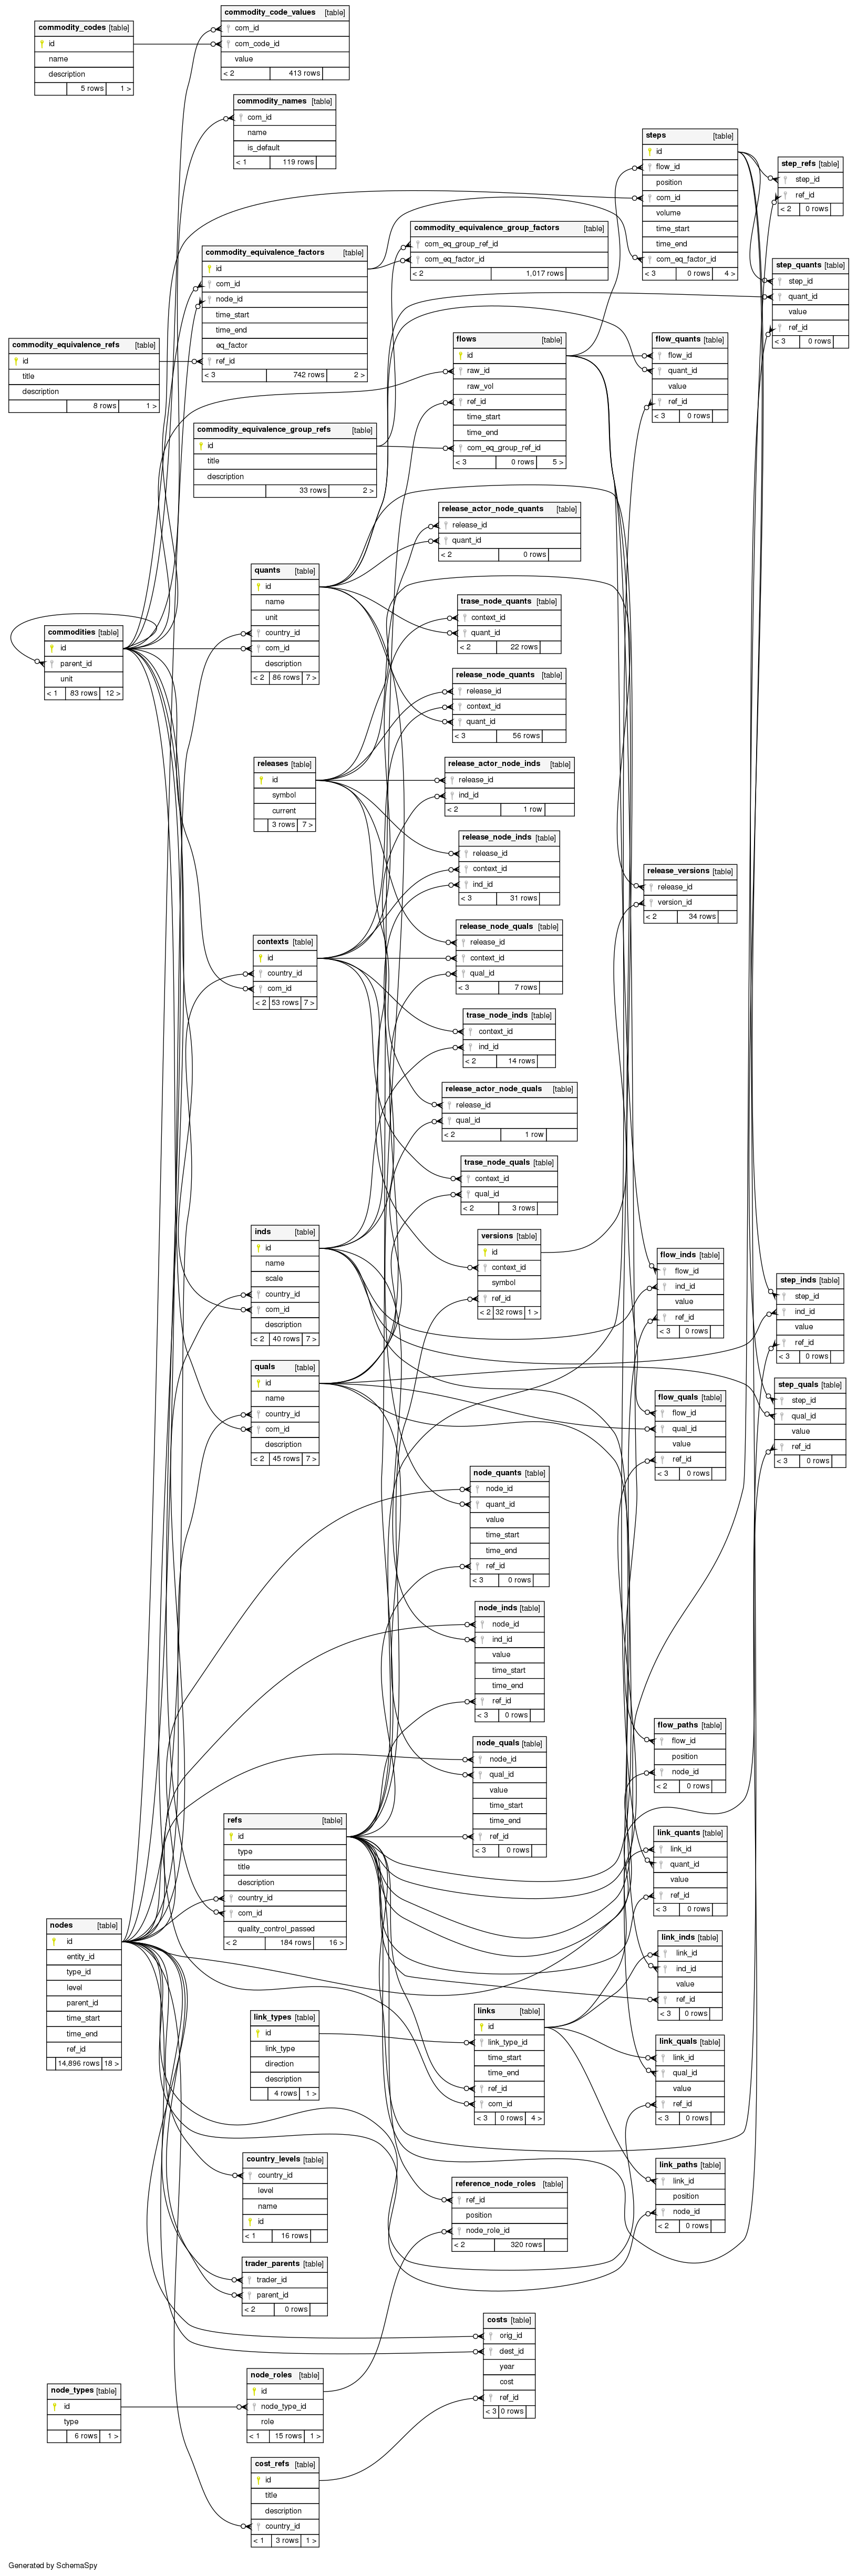 commodity_codes [table]
id
name
description
5 rows 1 >
commodity_code_values [table]
com_id
com_code_id
value
< 2 413 rows
commodity_names [table]
com_id
name
is_default
< 1 119 rows
steps [table]
id
flow_id
position
com_id
volume
time_start
time_end
com_eq_factor_id
< 3 0 rows 4 >
step_refs [table]
step_id
ref_id
< 2 0 rows
commodity_equivalence_group_factors [table]
com_eq_group_ref_id
com_eq_factor_id
< 2 1,017 rows
commodity_equivalence_factors [table]
id
com_id
node_id
time_start
time_end
eq_factor
ref_id
< 3 742 rows 2 >
step_quants [table]
step_id
quant_id
value
ref_id
< 3 0 rows
commodity_equivalence_refs [table]
id
title
description
8 rows 1 >
flows [table]
id
raw_id
raw_vol
ref_id
time_start
time_end
com_eq_group_ref_id
< 3 0 rows 5 >
flow_quants [table]
flow_id
quant_id
value
ref_id
< 3 0 rows
commodity_equivalence_group_refs [table]
id
title
description
33 rows 2 >
release_actor_node_quants [table]
release_id
quant_id
< 2 0 rows
quants [table]
id
name
unit
country_id
com_id
description
< 2 86 rows 7 >
trase_node_quants [table]
context_id
quant_id
< 2 22 rows
commodities [table]
id
parent_id
unit
< 1 83 rows 12 >
release_node_quants [table]
release_id
context_id
quant_id
< 3 56 rows
releases [table]
id
symbol
current
3 rows 7 >
release_actor_node_inds [table]
release_id
ind_id
< 2 1 row
release_node_inds [table]
release_id
context_id
ind_id
< 3 31 rows
release_versions [table]
release_id
version_id
< 2 34 rows
release_node_quals [table]
release_id
context_id
qual_id
< 3 7 rows
contexts [table]
id
country_id
com_id
< 2 53 rows 7 >
trase_node_inds [table]
context_id
ind_id
< 2 14 rows
release_actor_node_quals [table]
release_id
qual_id
< 2 1 row
trase_node_quals [table]
context_id
qual_id
< 2 3 rows
inds [table]
id
name
scale
country_id
com_id
description
< 2 40 rows 7 >
versions [table]
id
context_id
symbol
ref_id
< 2 32 rows 1 >
flow_inds [table]
flow_id
ind_id
value
ref_id
< 3 0 rows
step_inds [table]
step_id
ind_id
value
ref_id
< 3 0 rows
quals [table]
id
name
country_id
com_id
description
< 2 45 rows 7 >
flow_quals [table]
flow_id
qual_id
value
ref_id
< 3 0 rows
step_quals [table]
step_id
qual_id
value
ref_id
< 3 0 rows
node_quants [table]
node_id
quant_id
value
time_start
time_end
ref_id
< 3 0 rows
node_inds [table]
node_id
ind_id
value
time_start
time_end
ref_id
< 3 0 rows
flow_paths [table]
flow_id
position
node_id
< 2 0 rows
node_quals [table]
node_id
qual_id
value
time_start
time_end
ref_id
< 3 0 rows
refs [table]
id
type
title
description
country_id
com_id
quality_control_passed
< 2 184 rows 16 >
link_quants [table]
link_id
quant_id
value
ref_id
< 3 0 rows
nodes [table]
id
entity_id
type_id
level
parent_id
time_start
time_end
ref_id
14,896 rows 18 >
link_inds [table]
link_id
ind_id
value
ref_id
< 3 0 rows
links [table]
id
link_type_id
time_start
time_end
ref_id
com_id
< 3 0 rows 4 >
link_types [table]
id
link_type
direction
description
4 rows 1 >
link_quals [table]
link_id
qual_id
value
ref_id
< 3 0 rows
country_levels [table]
country_id
level
name
id
< 1 16 rows
link_paths [table]
link_id
position
node_id
< 2 0 rows
reference_node_roles [table]
ref_id
position
node_role_id
< 2 320 rows
trader_parents [table]
trader_id
parent_id
< 2 0 rows
costs [table]
orig_id
dest_id
year
cost
ref_id
< 3 0 rows
node_roles [table]
id
node_type_id
role
< 1 15 rows 1 >
node_types [table]
id
type
6 rows 1 >
cost_refs [table]
id
title
description
country_id
< 1 3 rows 1 >
Generated by SchemaSpy